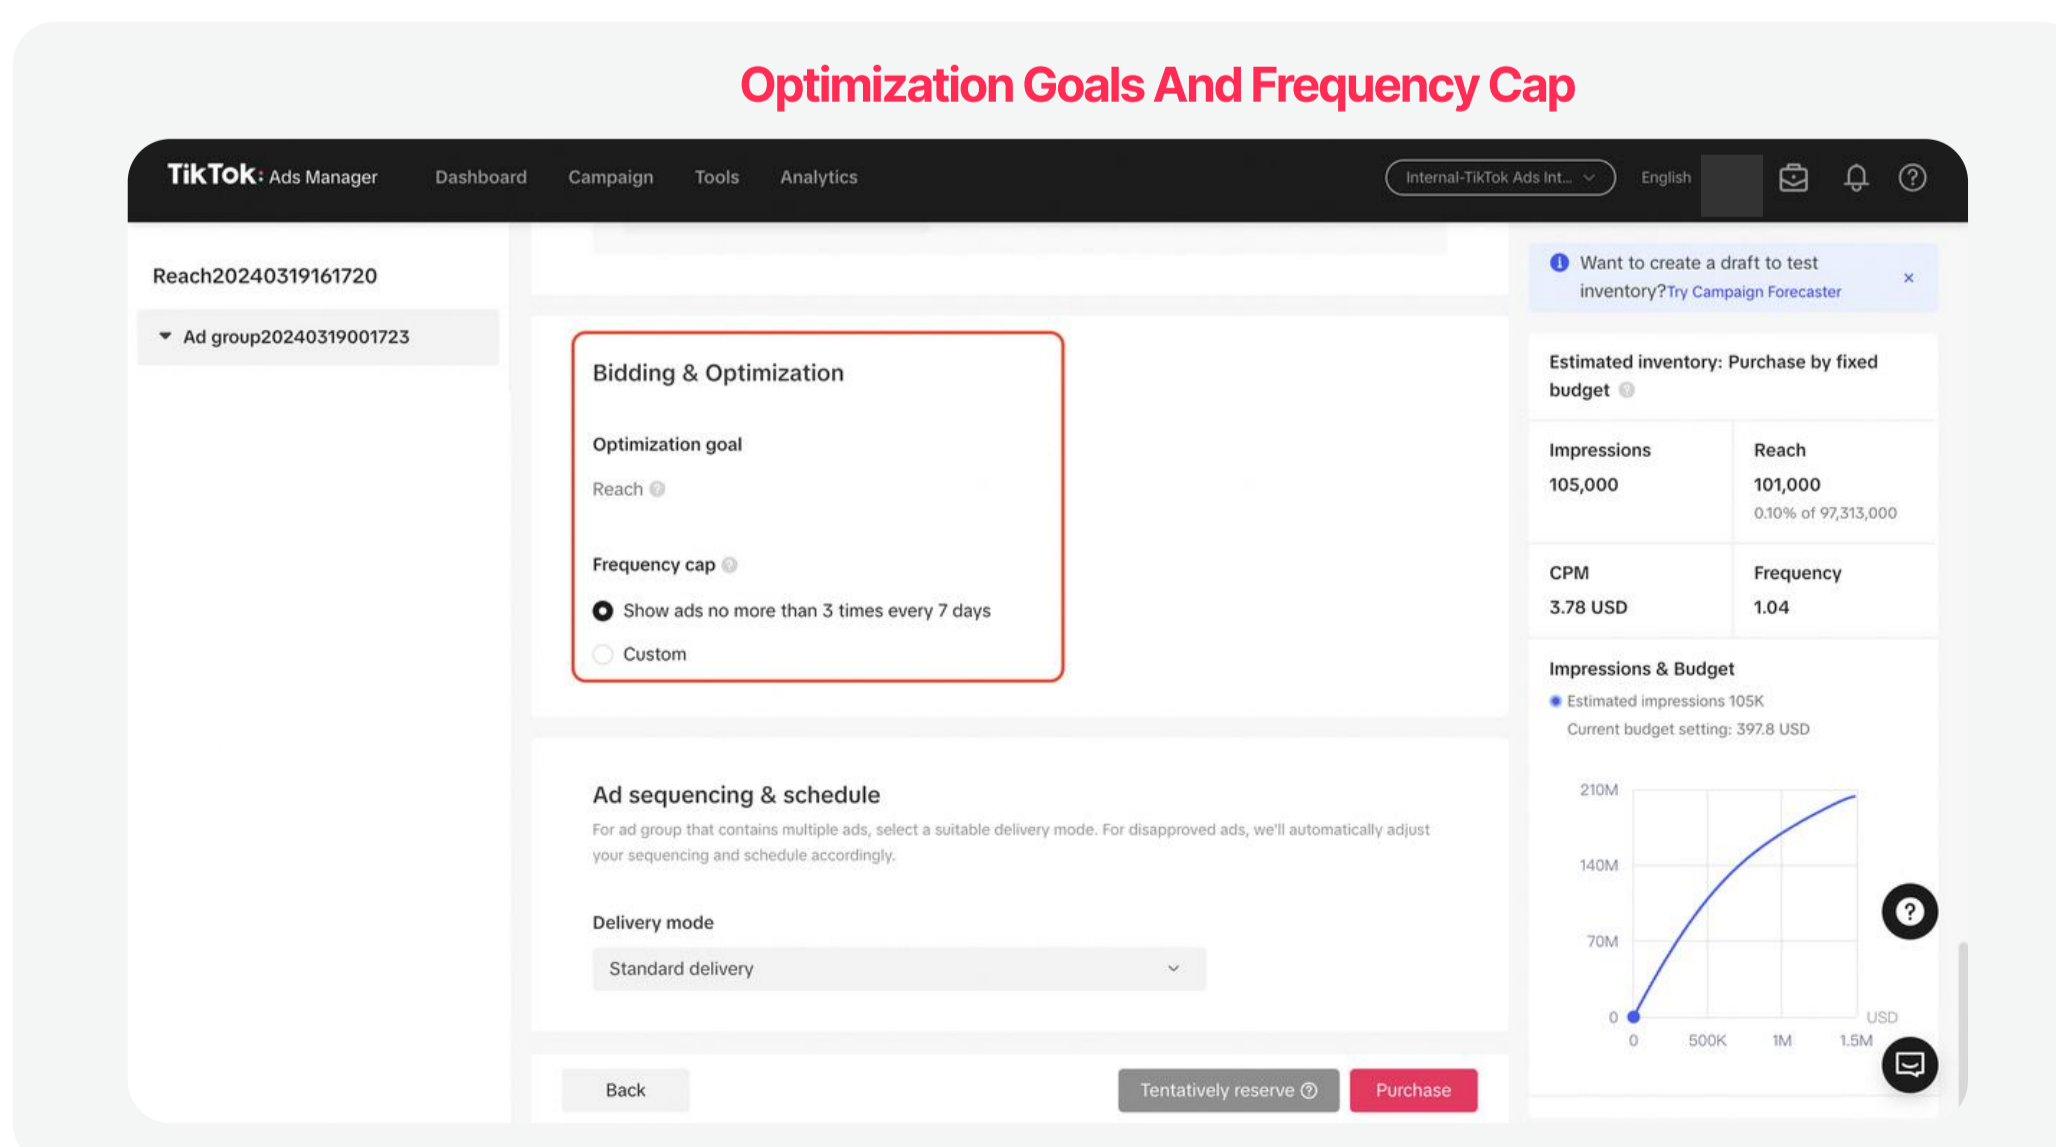 Optimization Goals And Frequency Cap
TikTok: Ads Manager
Dashboard
Campaign
Tools
Analytics
Internal-TikTok Ads Int...
English
Reach20240319161720
Ad group20240319001723
Bidding & Optimization
Optimization goal
Reach
Frequency cap
Show ads no more than 3 times every 7 days
Custom
Ad sequencing & schedule
For ad group that contains multiple ads, select a suitable delivery mode. For disapproved ads, we'll automatically adjust
your sequencing and schedule accordingly.
Delivery mode
Standard delivery
Back
Tentatively reserve
Purchase
Want to create a draft to test
inventory?Try Campaign Forecaster
Estimated inventory: Purchase by fixed
budget
Impressions
105,000
Reach
101,000
0.10% of 97,313,000
CPM
3.78 USD
Frequency
1.04
Impressions & Budget
Estimated impressions 105K
Current budget setting: 397.8 USD
210M
140M
70M
0
USD
0
500K
1M
1.5M